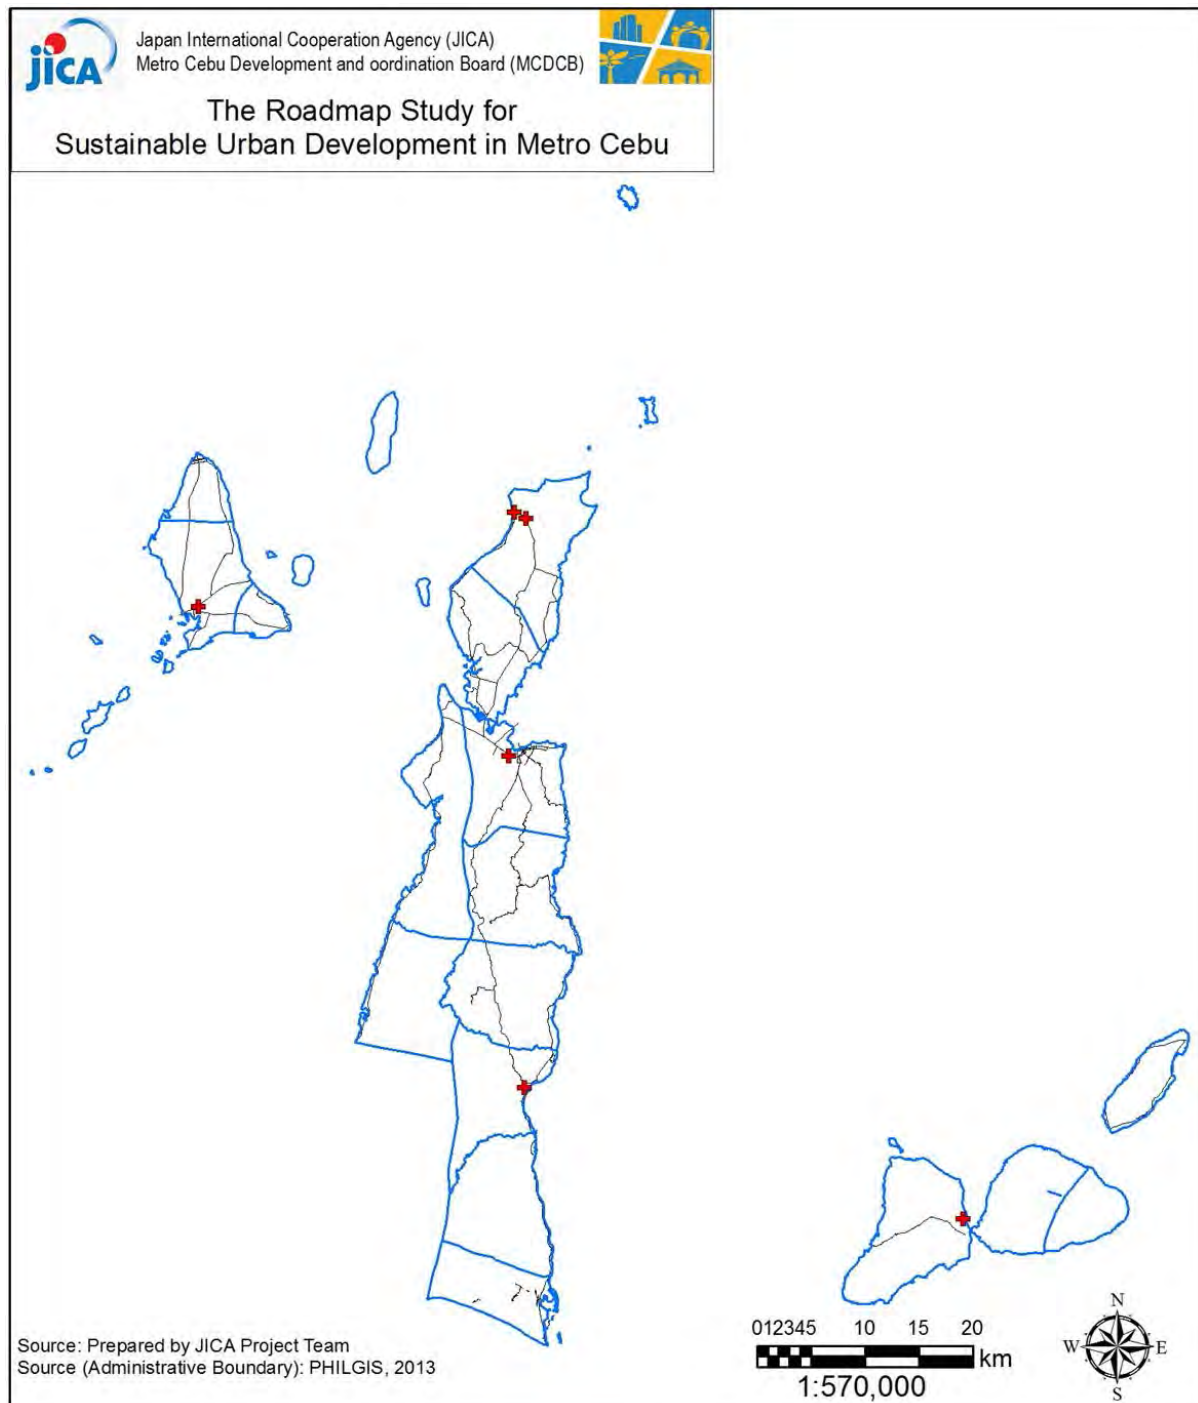 JICA
Japan International Cooperation Agency (JICA)
Metro Cebu Development and oordination Board (MCDCB)
The Roadmap Study for
Sustainable Urban Development in Metro Cebu
Source: Prepared by JICA Project Team
Source (Administrative Boundary): PHILGIS, 2013
012345 10 15 20
km
1:570,000
N
W E
S